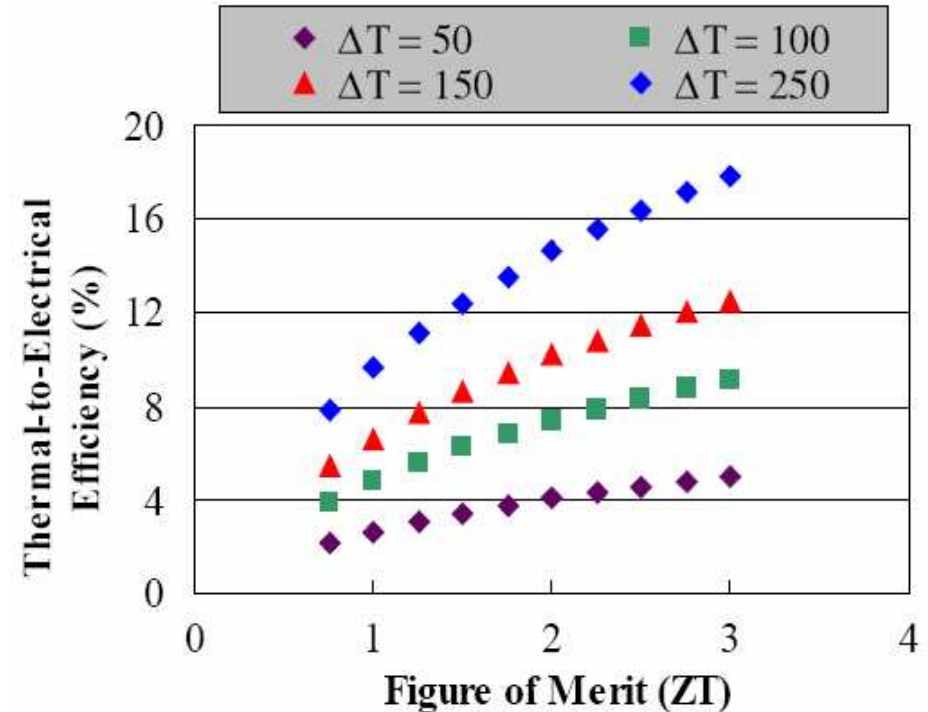 ΔT = 50
ΔT = 100
ΔT = 150
ΔT = 250
20
16
12
8
4
0
Thermal-to-Electrical
Efficiency (%)
0 1 2 3 4
Figure of Merit (ZT)